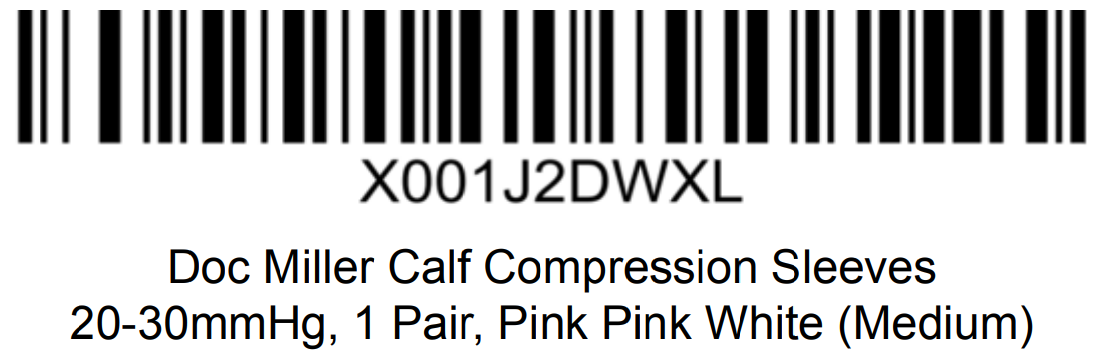 X001J2DWXL
Doc Miller Calf Compression Sleeves
20-30mmHg, 1 Pair, Pink Pink White (Medium)